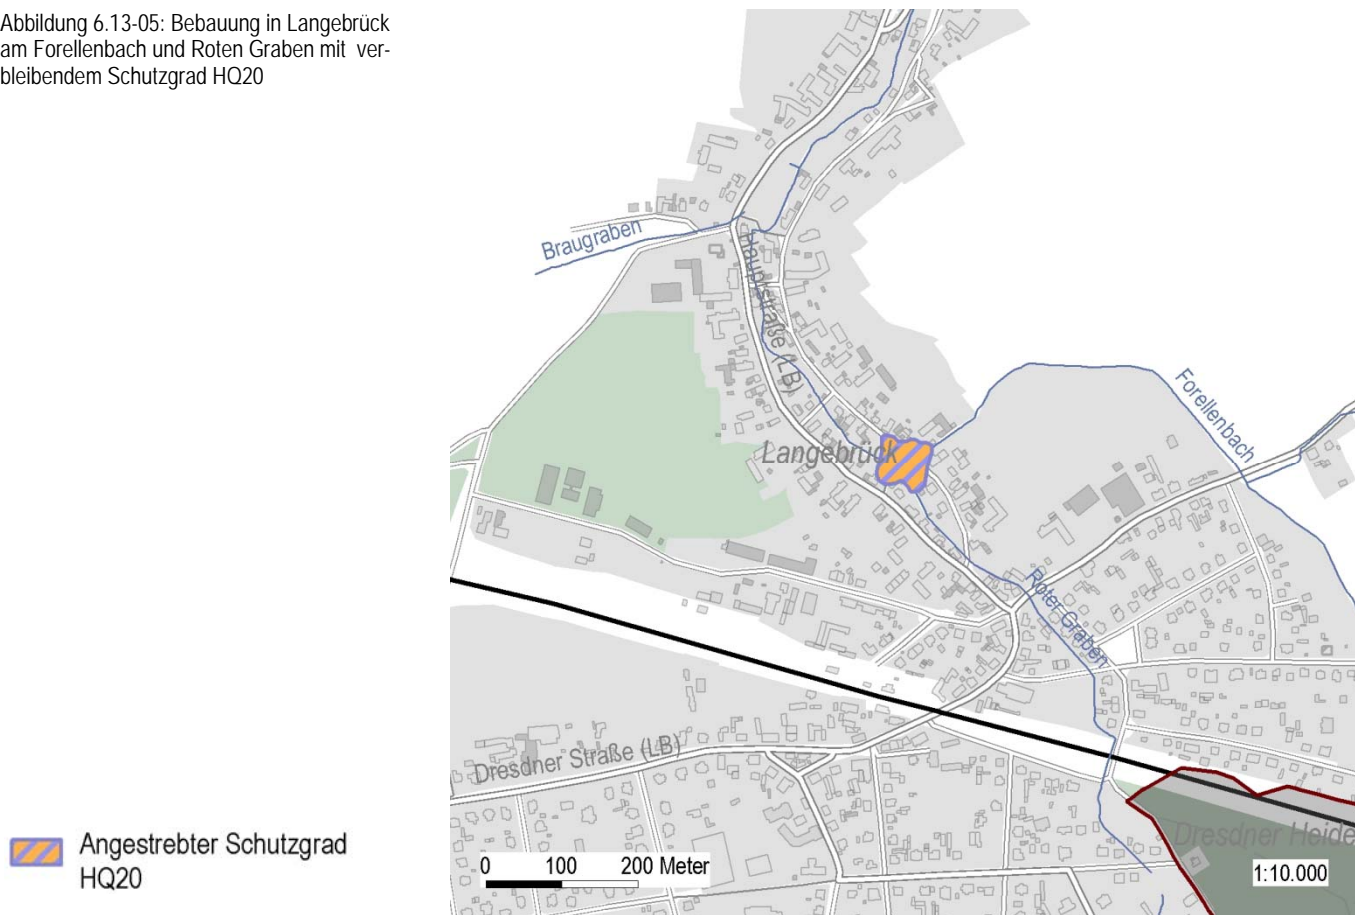 Abbildung 6.13-05: Bebauung in Langebrück
am Forellenbach und Roten Graben mit ver-
bleibendem Schutzgrad HQ20
Braugraben
Hauptstraße (LB)
Forellenbach
Langebrück
Roter Graben
Dresdner Straße (LB)
Dresdner Heide
Angestrebter Schutzgrad
HQ20
0 100 200 Meter
1:10.000